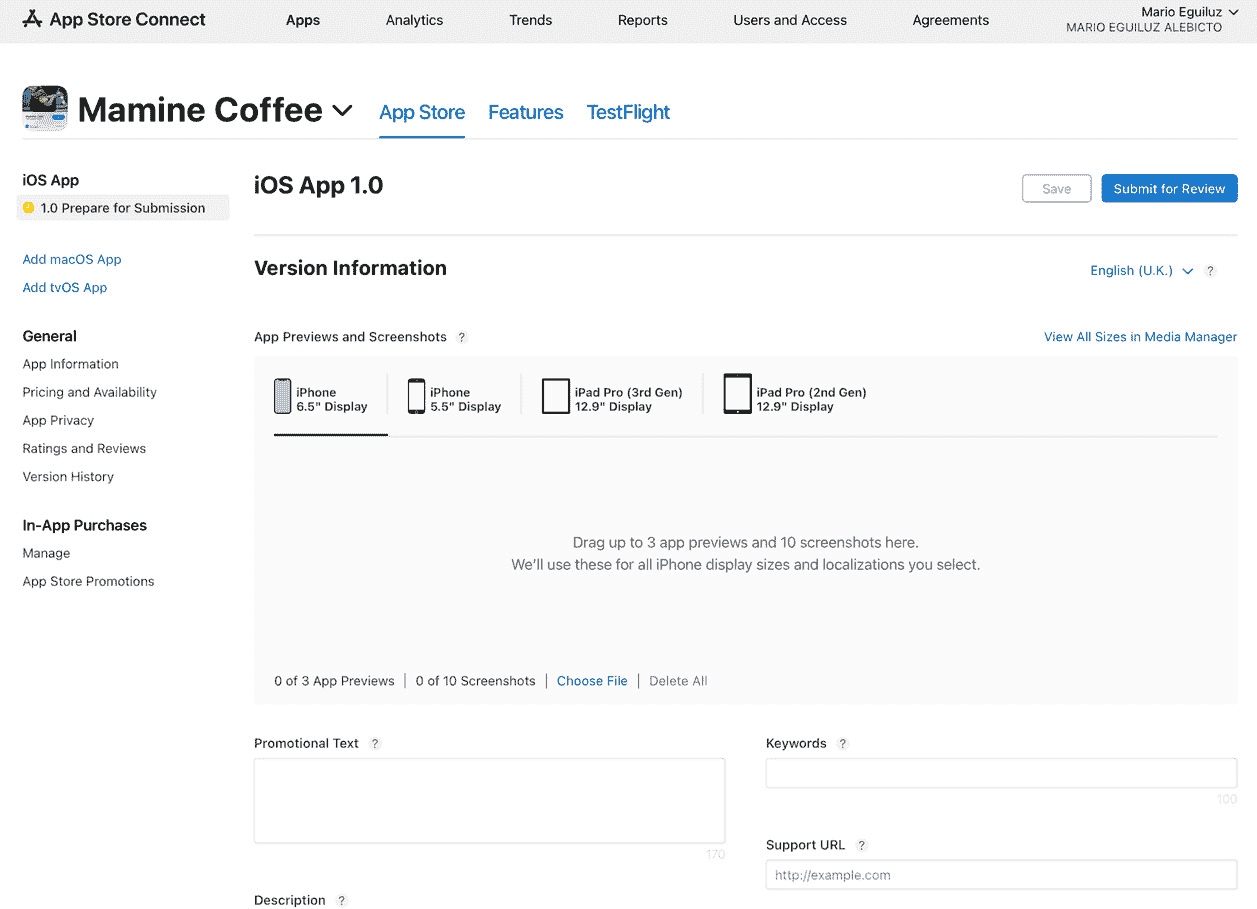 App Store Connect
Apps
Analytics
Trends
Reports
Users and Access
Agreements
Mario Eguiluz
MARIO EGUILUZ ALEBICTO
Mamine Coffee
App Store
Features
TestFlight
iOS App
1.0 Prepare for Submission
Add macOS App
Add tvOS App
General
App Information
Pricing and Availability
App Privacy
Ratings and Reviews
Version History
In-App Purchases
Manage
App Store Promotions
iOS App 1.0
Save
Submit for Review
Version Information
English (U.K.)
?
App Previews and Screenshots ?
View All Sizes in Media Manager
iPhone
6.5" Display
iPhone
5.5" Display
iPad Pro (3rd Gen)
12.9" Display
iPad Pro (2nd Gen)
12.9" Display
Drag up to 3 app previews and 10 screenshots here.
We'll use these for all iPhone display sizes and localizations you select.
0 of 3 App Previews | 0 of 10 Screenshots | Choose File | Delete All
Promotional Text ?
170
Keywords ?
100
Support URL ?
http://example.com
Description ?